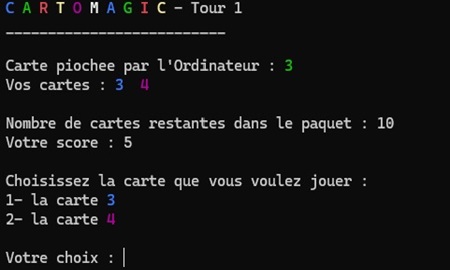 C A R T O M A G I C - Tour 1
___________________________
Carte piochee par l'Ordinateur : 3
Vos cartes : 3 4
Nombre de cartes restantes dans le paquet : 10
Votre score : 5
Choisissez la carte que vous voulez jouer :
1- la carte 3
2- la carte 4
Votre choix :